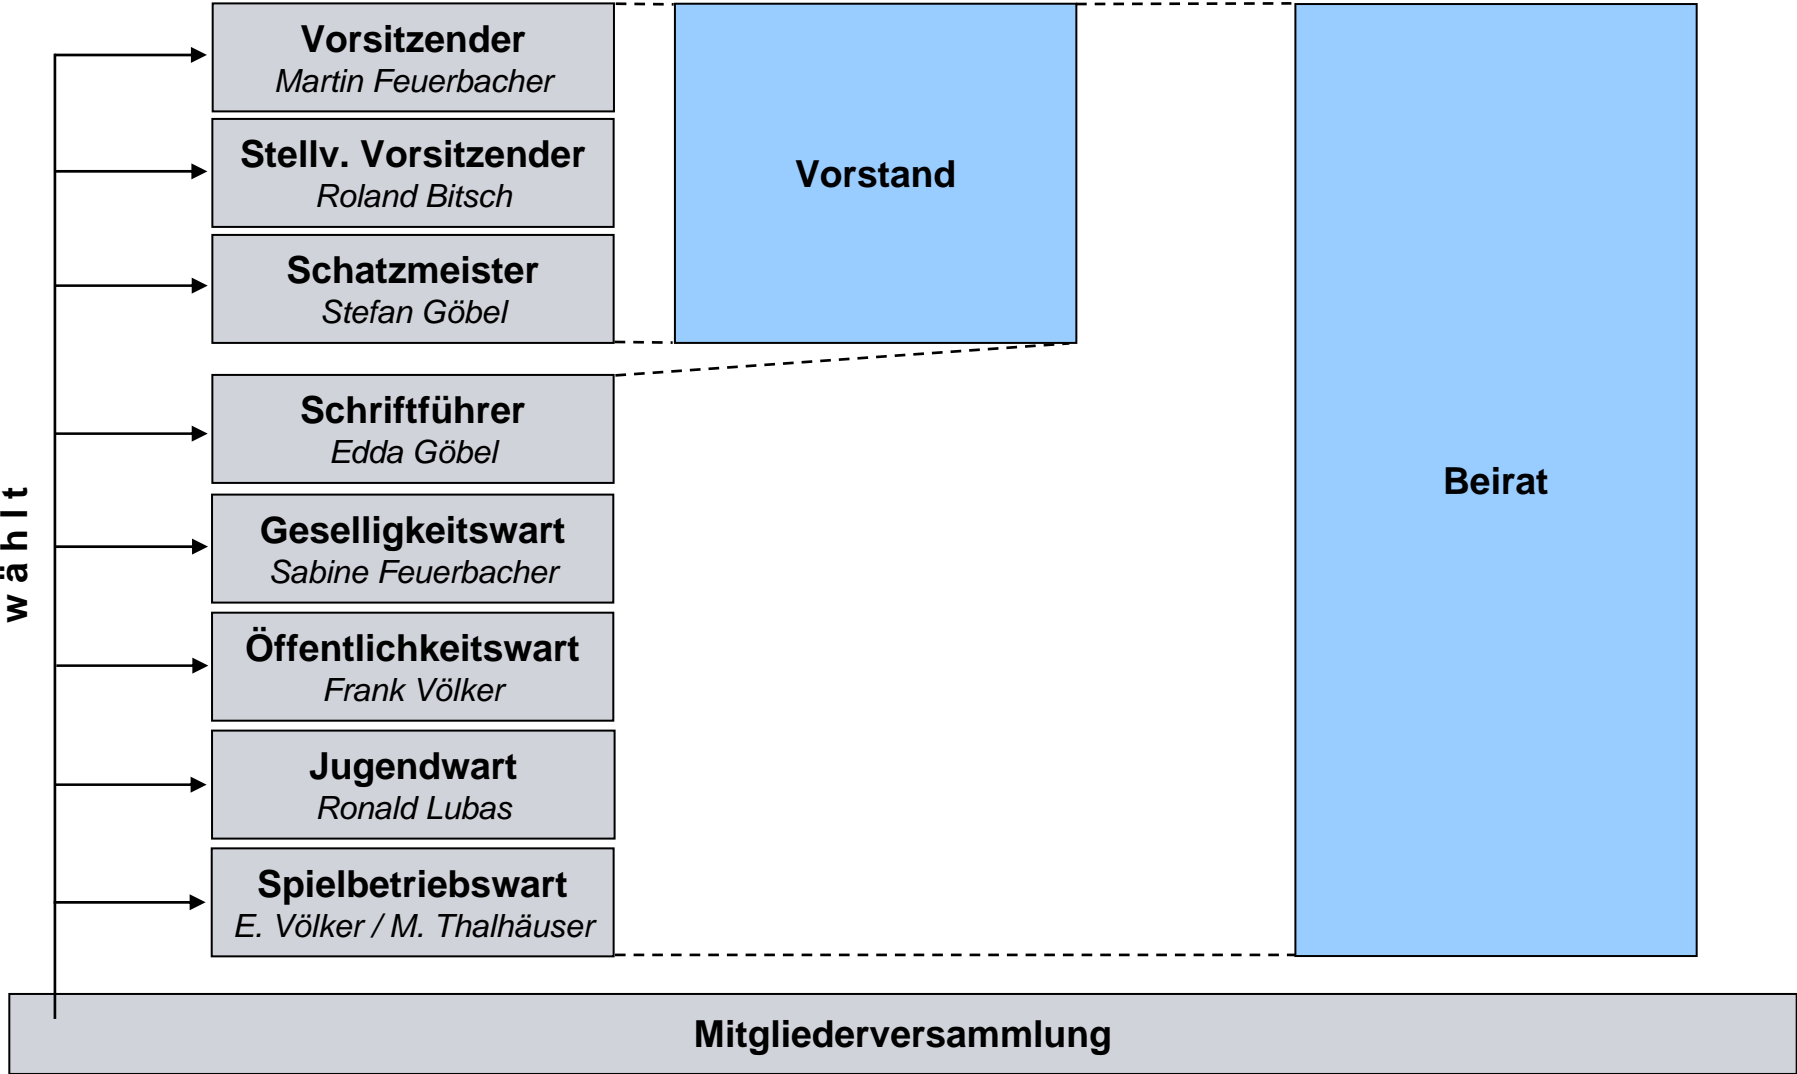 Vorsitzender
Martin Feuerbacher
Stellv. Vorsitzender
Roland Bitsch
Schatzmeister
Stefan Göbel
Vorstand
Schriftführer
Edda Göbel
Geselligkeitswart
Sabine Feuerbacher
Öffentlichkeitswart
Frank Völker
Jugendwart
Ronald Lubas
Spielbetriebswart
E. Völker / M. Thalhäuser
Beirat
wählt
Mitgliederversammlung